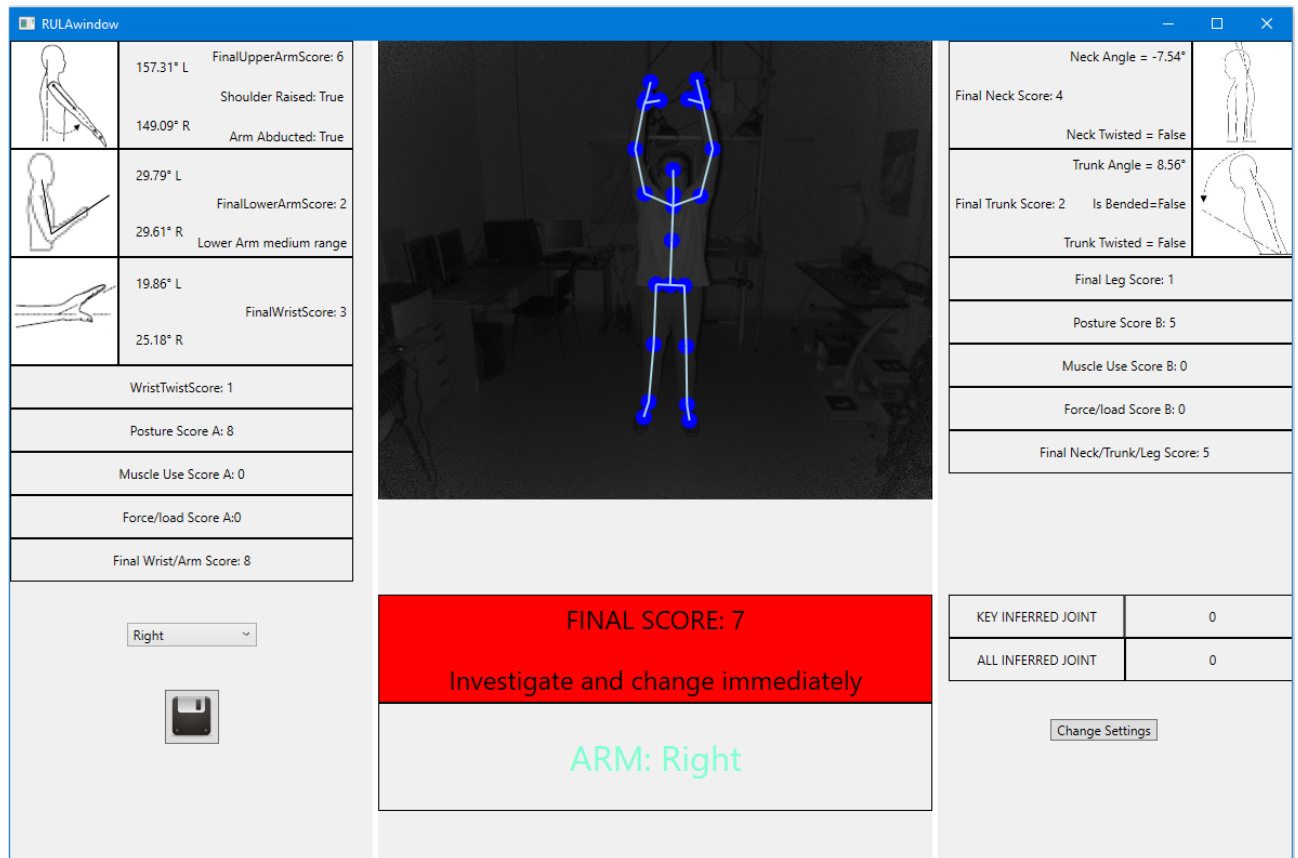 RULAwindow
157.31° L
FinalUpperArmScore: 6
Shoulder Raised: True
149.09° R
Arm Abducted: True
29.79° L
FinalLowerArmScore: 2
29.61° R
Lower Arm medium range
19.86° L
FinalWristScore: 3
25.18° R
WristTwistScore: 1
Posture Score A: 8
Muscle Use Score A: 0
Force/load Score A:0
Final Wrist/Arm Score: 8
Right
FINAL SCORE: 7
Investigate and change immediately
ARM: Right
Neck Angle = -7.54°
Final Neck Score: 4
Neck Twisted = False
Trunk Angle = 8.56°
Final Trunk Score: 2 Is Bended=False
Trunk Twisted = False
Final Leg Score: 1
Posture Score B: 5
Muscle Use Score B: 0
Force/load Score B: 0
Final Neck/Trunk/Leg Score: 5
KEY INFERRED JOINT 0
ALL INFERRED JOINT 0
Change Settings